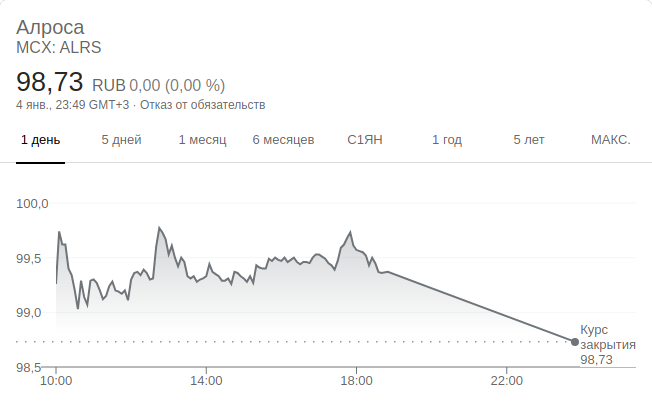 Алроса
MCX: ALRS
98,73 RUB 0,00 (0,00 %)
4 янв., 23:49 GMT+3 · Отказ от обязательств
1 день 5 дней 1 месяц 6 месяцев С1ЯН 1 год 5 лет МАКС.
100,0
99,5
99,0
98,5
Курс
закрытия
98,73
10:00 14:00 18:00 22:00